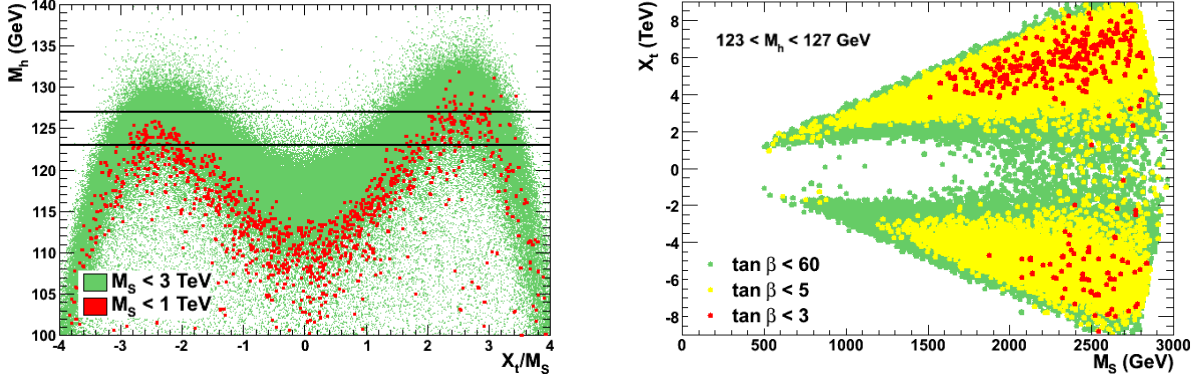 M_h (GeV)
140
135
130
125
120
115
110
105
100
M_S < 3 TeV
M_S < 1 TeV
-4 -3 -2 -1 0 1 2 3 4
X_t/M_S
X_t (TeV)
8
6
4
2
0
-2
-4
-6
-8
123 < M_h < 127 GeV
tan β < 60
tan β < 5
tan β < 3
0 500 1000 1500 2000 2500 3000
M_S (GeV)